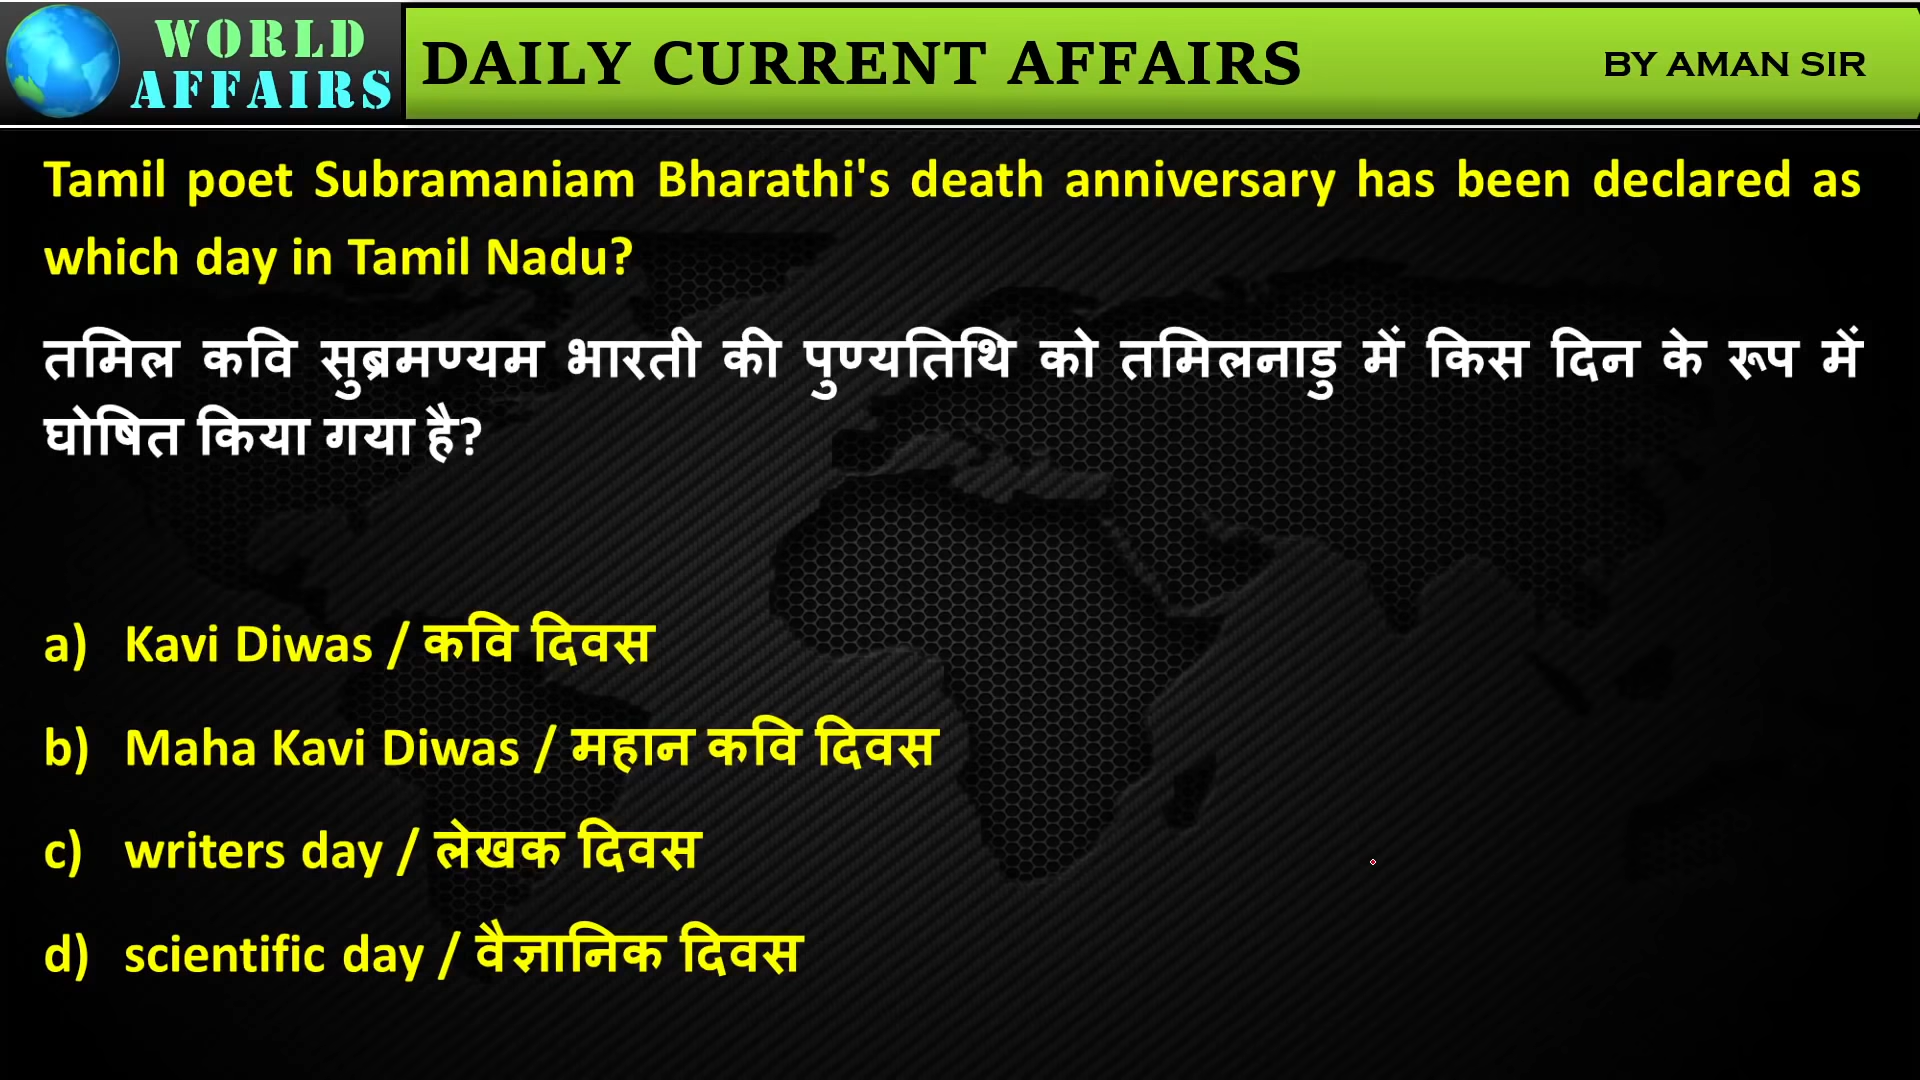 WORLD
AFFAIRS
DAILY CURRENT AFFAIRS
BY AMAN SIR
Tamil poet Subramaniam Bharathi's death anniversary has been declared as
which day in Tamil Nadu?
तमिल कवि सुब्रमण्यम भारती की पुण्यतिथि को तमिलनाडु में किस दिन के रूप में
घोषित किया गया है?
a) Kavi Diwas / कवि दिवस
b) Maha Kavi Diwas / महान कवि दिवस
c) writers day / लेखक दिवस
d) scientific day / वैज्ञानिक दिवस